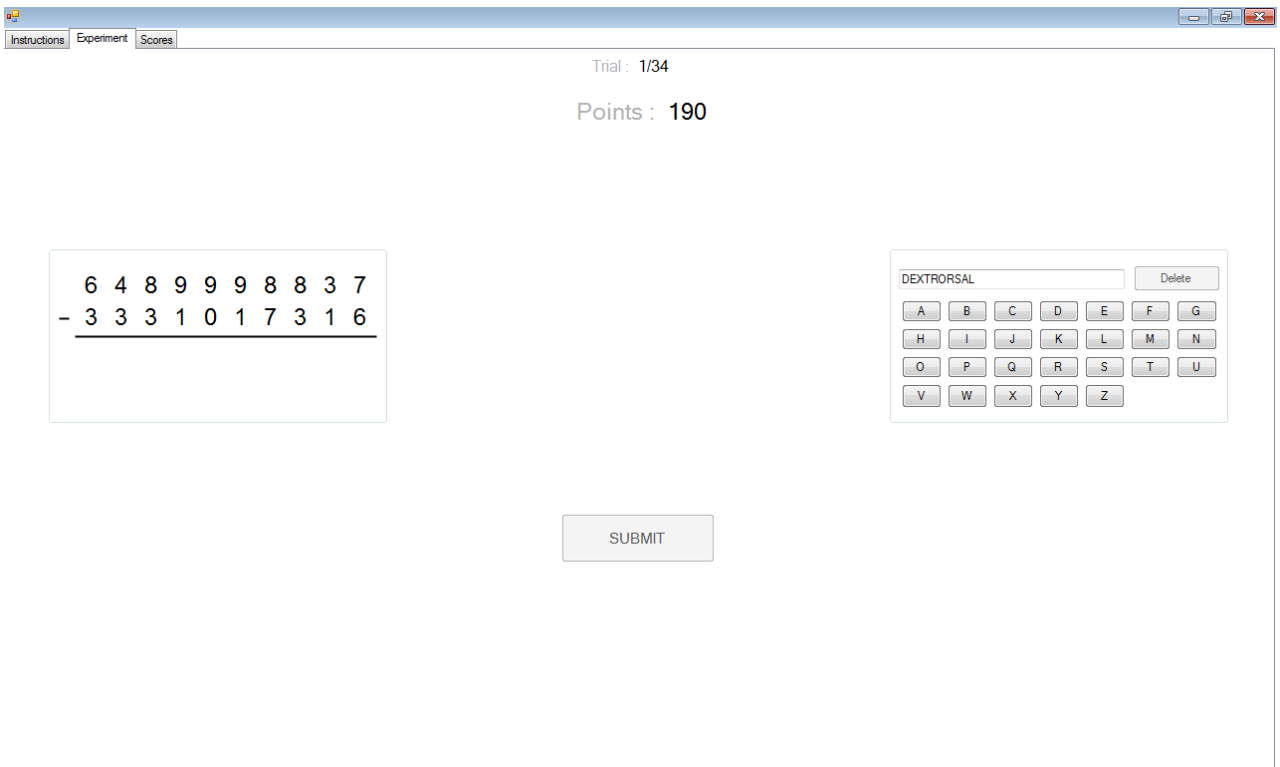 Instructions Experiment Scores
Trial : 1/34
Points : 190
6 4 8 9 9 9 8 8 3 7
- 3 3 3 1 0 1 7 3 1 6
DEXTRORSAL Delete
A B C D E F G
H I J K L M N
O P Q R S T U
V W X Y Z
SUBMIT